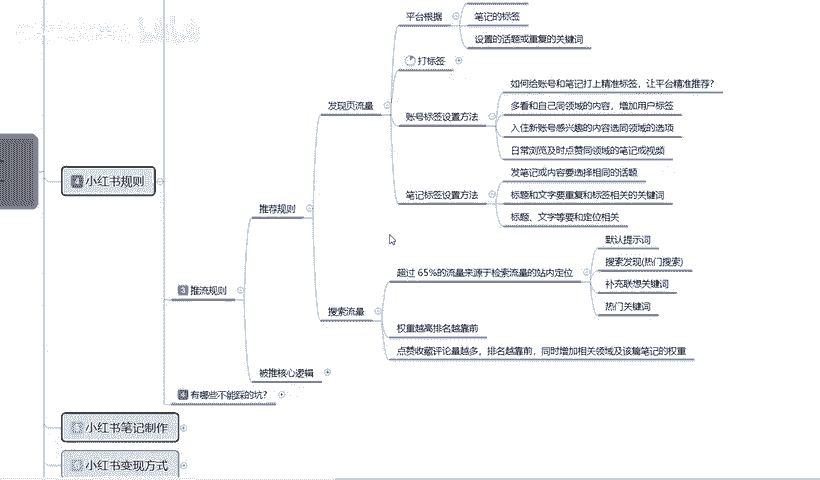 平台根据
笔记的标签
设置的话题或重复的关键词
打标签
发现页流量
如何给账号和笔记打上精准标签，让平台精准推荐？
多看和自己同领域的内容，增加用户标签
账号标签设置方法
入住新账号感兴趣的内容选同领域的选项
日常浏览及时点赞同领域的笔记或视频
4 小红书规则
发笔记或内容要选择相同的话题
笔记标签设置方法
标题和文字要重复和标签相关的关键词
推荐规则
标题、文字等要和定位相关
默认提示词
搜索发现(热门搜索)
超过 65%的流量来源于检索流量的站内定位
补充联想关键词
3 推流规则
热门关键词
搜索流量
权重越高排名越靠前
点赞收藏评论量越多，排名越靠前，同时增加相关领域及该篇笔记的权重
被推核心逻辑
4 有哪些不能踩的坑？
小红书笔记制作
小红书变现方式